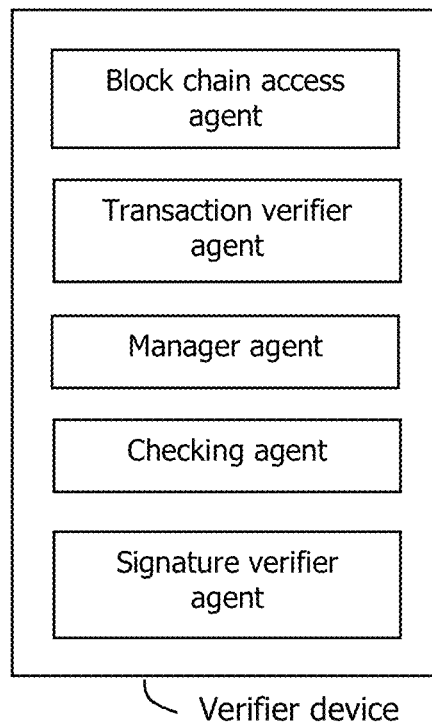 Block chain access
agent
Transaction verifier
agent
Manager agent
Checking agent
Signature verifier
agent
Verifier device